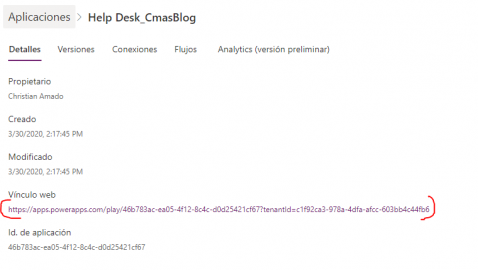 Aplicaciones > Help Desk_CmasBlog
Detalles Versiones Conexiones Flujos Analytics (versión preliminar)
Propietario
Christian Amado
Creado
3/30/2020, 2:17:45 PM
Modificado
3/30/2020, 2:17:45 PM
Vínculo web
https://apps.powerapps.com/play/46b783ac-ea05-4f12-8c4c-d0d25421cf67?tenantId=c1f92ca3-978a-4dfa-afcc-603bb4c44fb6
Id. de aplicación
46b783ac-ea05-4f12-8c4c-d0d25421cf67